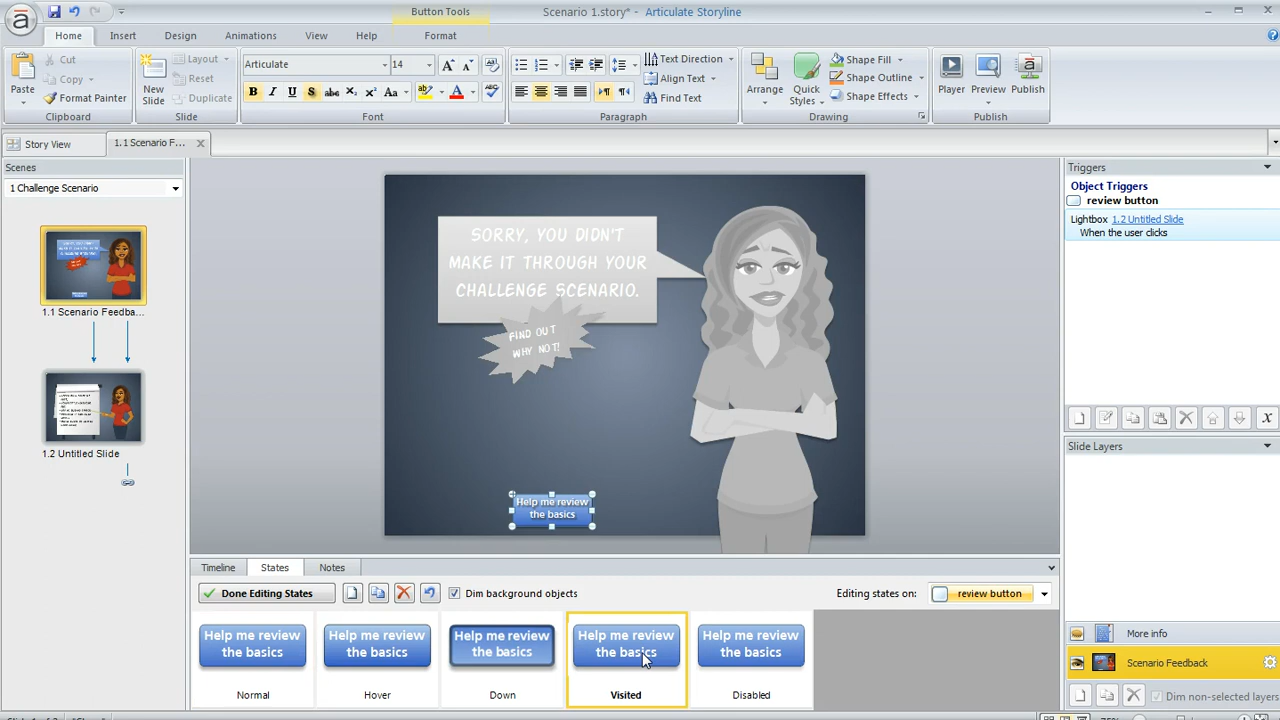 Button Tools
Scenario 1.story* - Articulate Storyline
Home Insert Design Animations View Help Format
Paste
Cut
Copy
Format Painter
Clipboard
New
Slide
Layout
Reset
Duplicate
Slide
Articulate 14
B I U S abc X₂ X² Aa
Font
Text Direction
Align Text
Find Text
Paragraph
Arrange
Quick
Styles
Shape Fill
Shape Outline
Shape Effects
Drawing
Player Preview Publish
Publish
Story View
1.1 Scenario F...
Scenes
1 Challenge Scenario
1.1 Scenario Feedba...
1.2 Untitled Slide
SORRY, YOU DIDN'T
MAKE IT THROUGH YOUR
CHALLENGE SCENARIO.
FIND OUT
WHY NOT!
Help me review
the basics
Triggers
Object Triggers
review button
Lightbox 1.2 Untitled Slide
When the user clicks
Slide Layers
More info
Scenario Feedback
Dim non-selected layers
Timeline States Notes
Done Editing States
Dim background objects
Editing states on: review button
Help me review
the basics
Normal
Help me review
the basics
Hover
Help me review
the basics
Down
Help me review
the basics
Visited
Help me review
the basics
Disabled